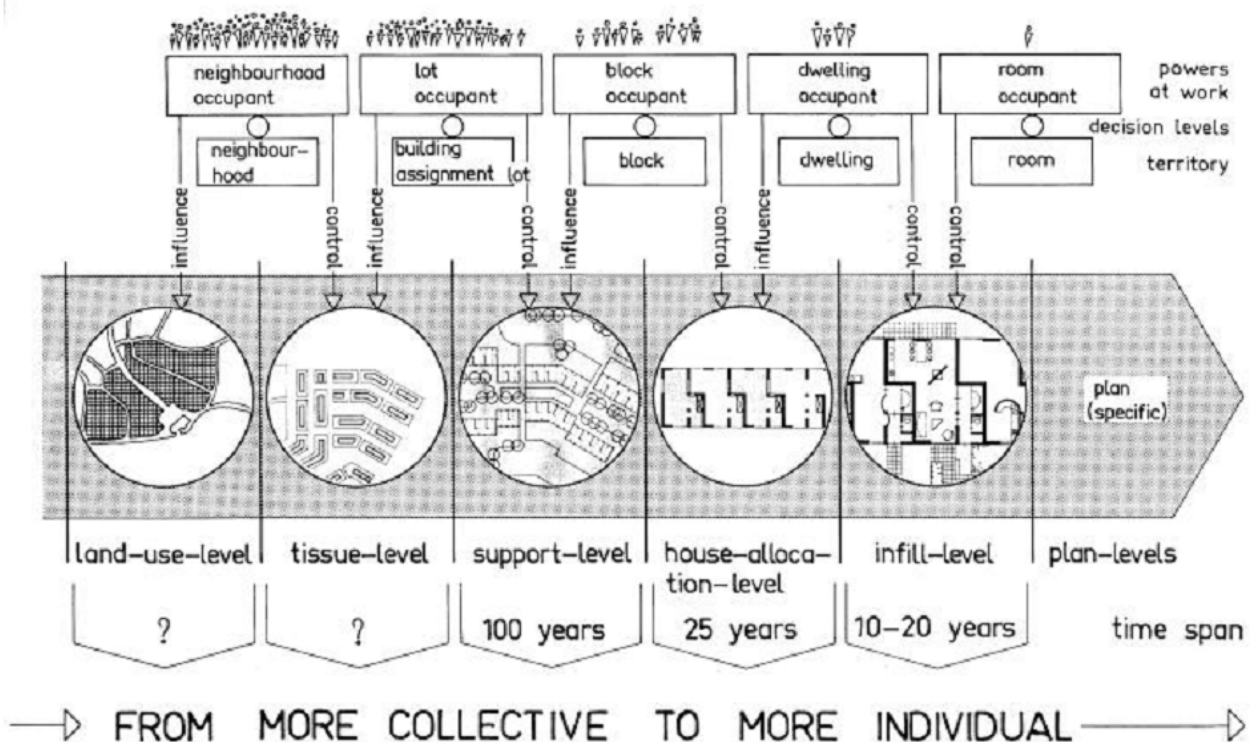 neighbourhood
occupant
lot
occupant
block
occupant
dwelling
occupant
room
occupant
powers
at work
decision levels
neighbour-
hood
building
assignment lot
block
dwelling
room
territory
influence
control
influence
control
influence
control
influence
control
control
plan
(specific)
land-use-level
tissue-level
support-level
house-alloca-
tion-level
infill-level
plan-levels
?
?
100 years
25 years
10-20 years
time span
FROM MORE COLLECTIVE TO MORE INDIVIDUAL